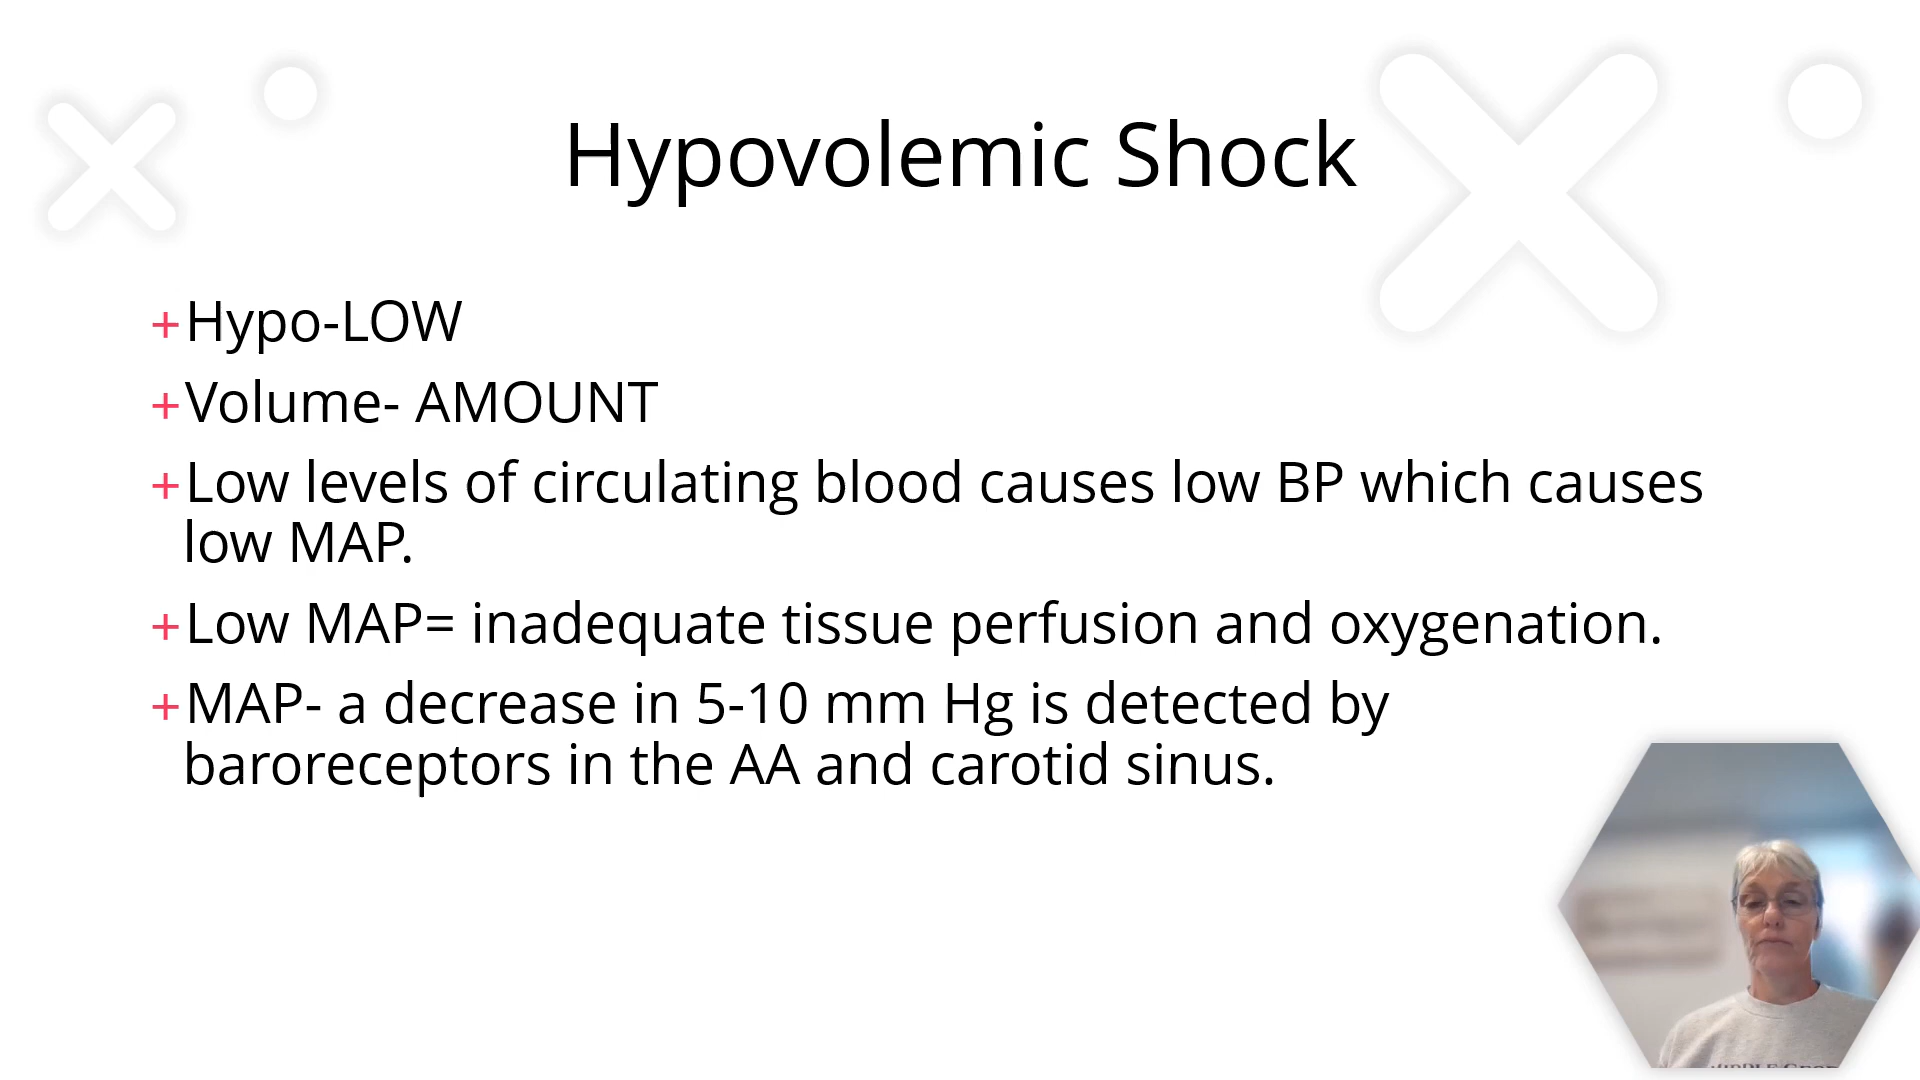 Hypovolemic Shock
+Hypo-LOW
+Volume- AMOUNT
+Low levels of circulating blood causes low BP which causes
low MAP.
+Low MAP= inadequate tissue perfusion and oxygenation.
+MAP- a decrease in 5-10 mm Hg is detected by
baroreceptors in the AA and carotid sinus.